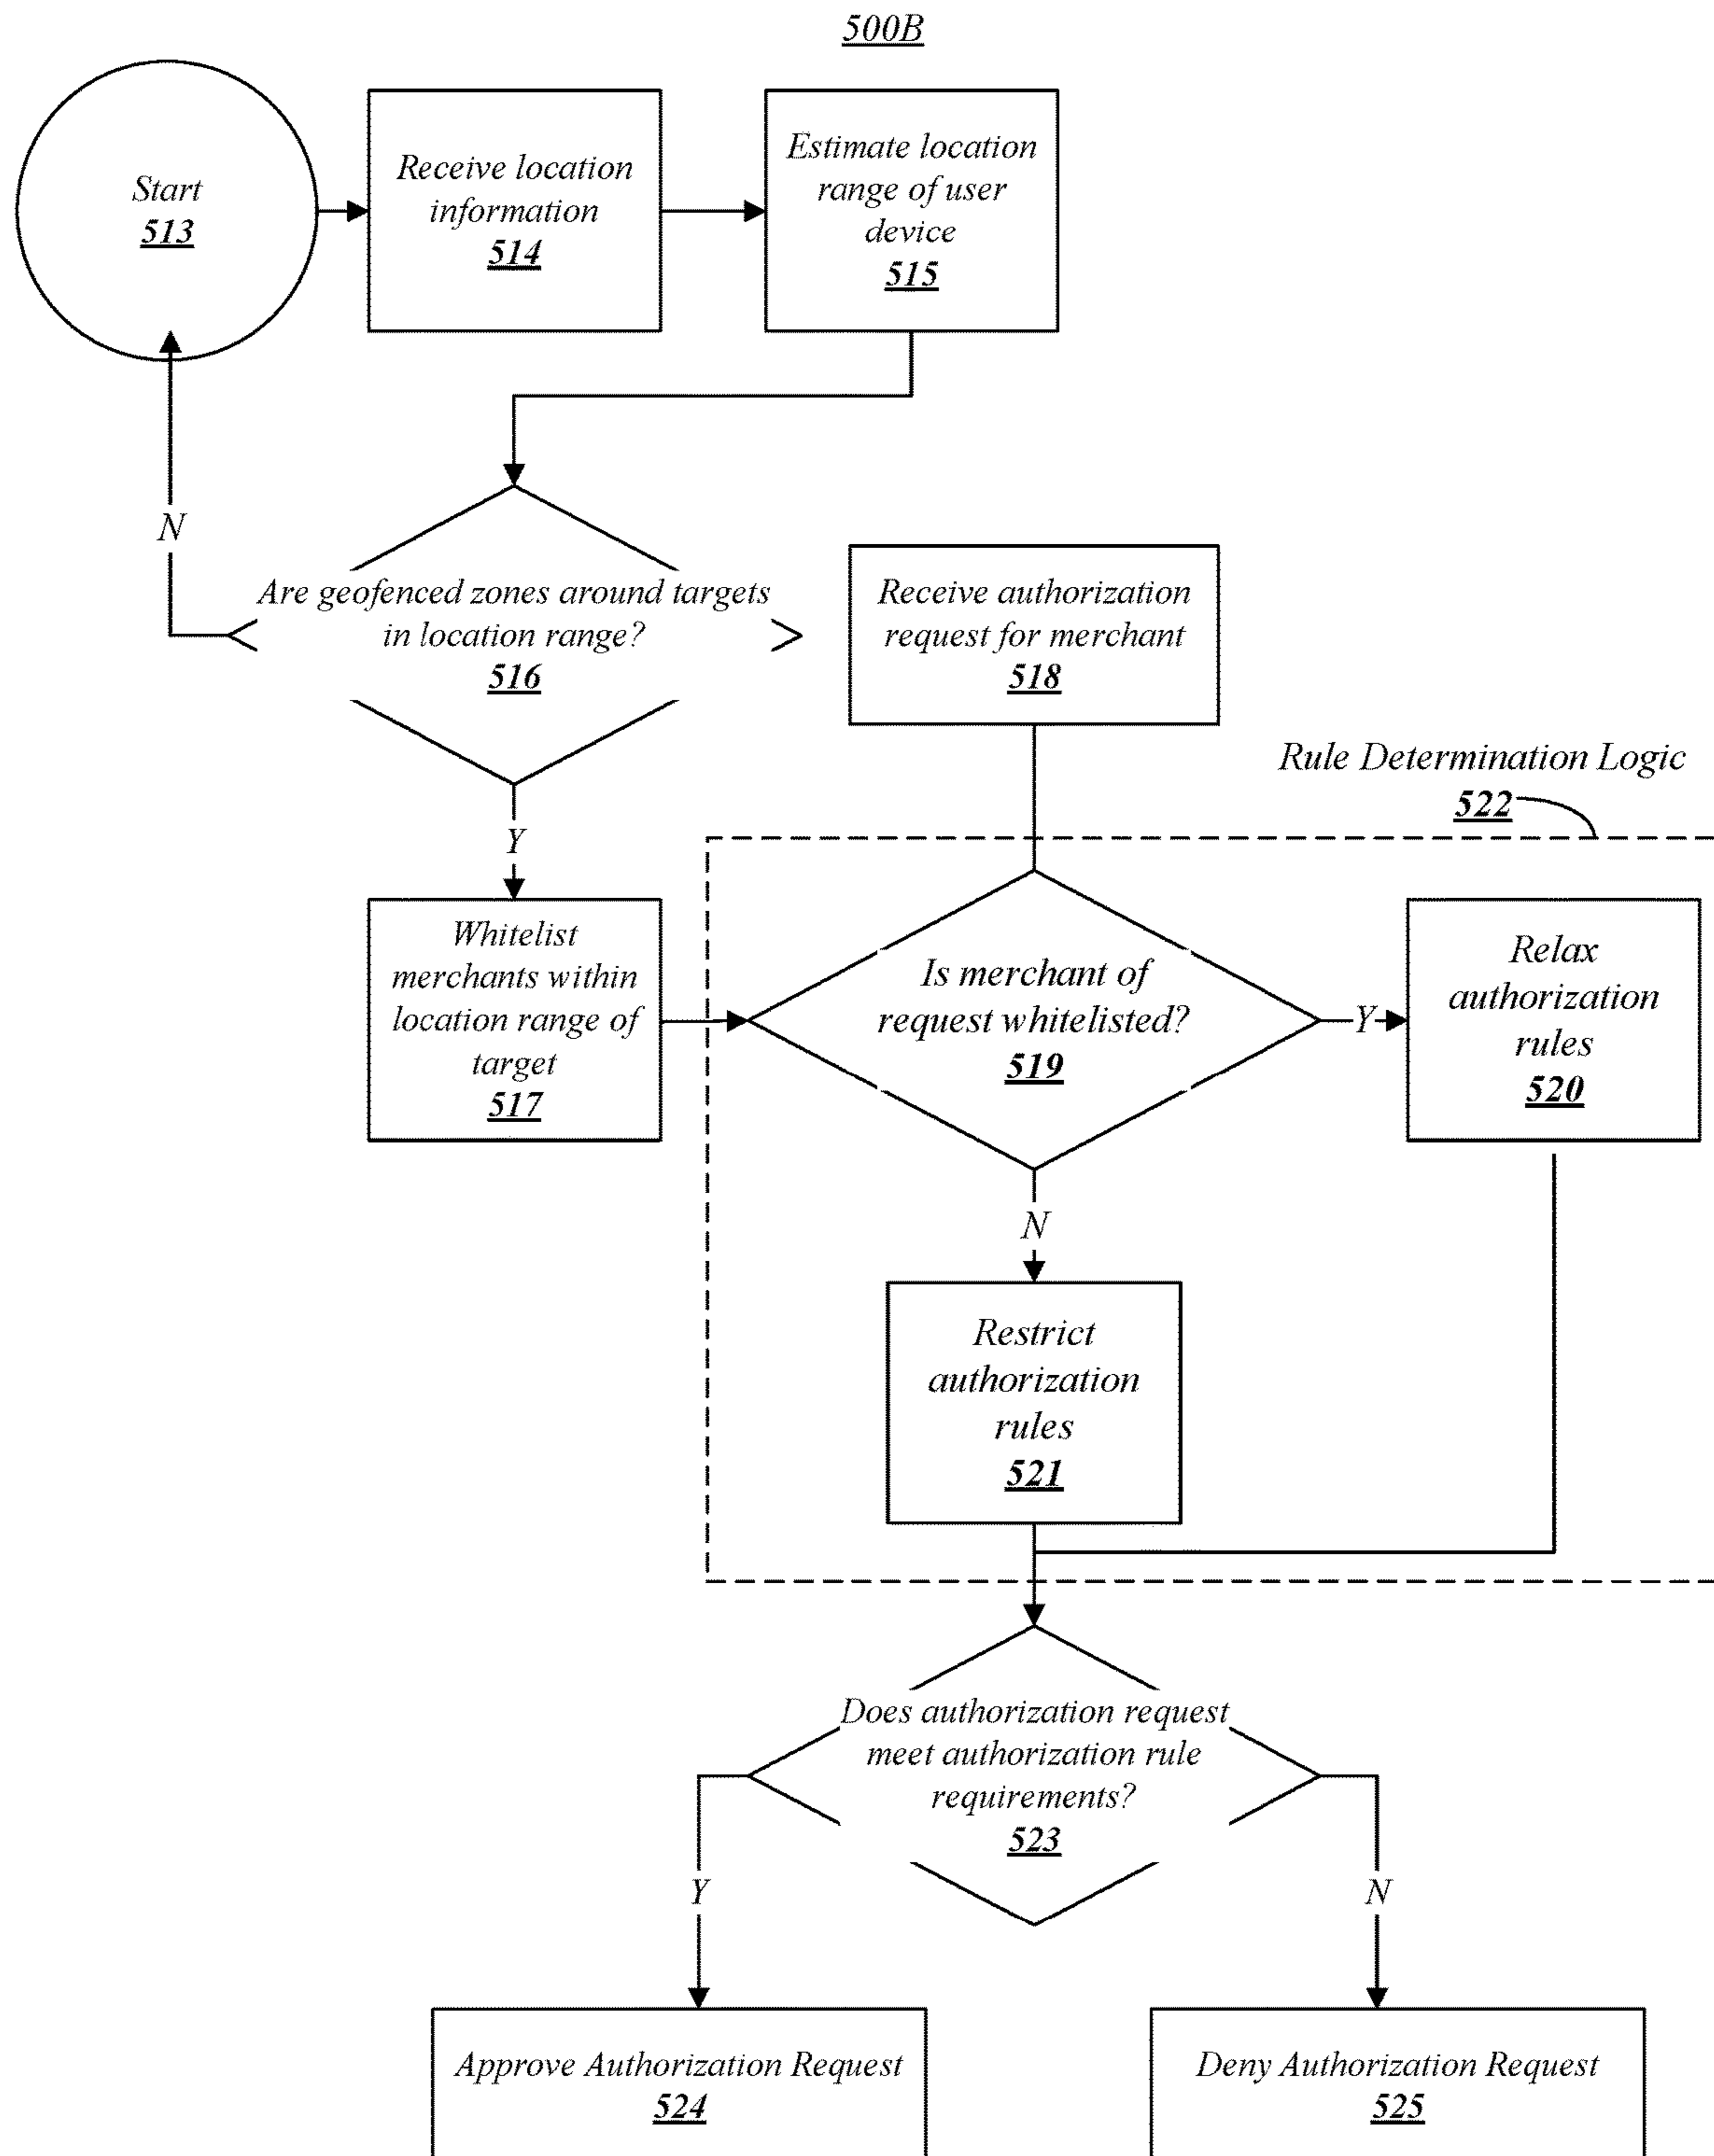 500B
Start
513
Receive location
information
514
Estimate location
range of user
device
515
N
Are geofenced zones around targets
in location range?
516
Receive authorization
request for merchant
518
Rule Determination Logic
522
Y
Whitelist
merchants within
location range of
target
517
Is merchant of
request whitelisted?
519
Y
Relax
authorization
rules
520
N
Restrict
authorization
rules
521
Does authorization request
meet authorization rule
requirements?
523
Y
N
Approve Authorization Request
524
Deny Authorization Request
525